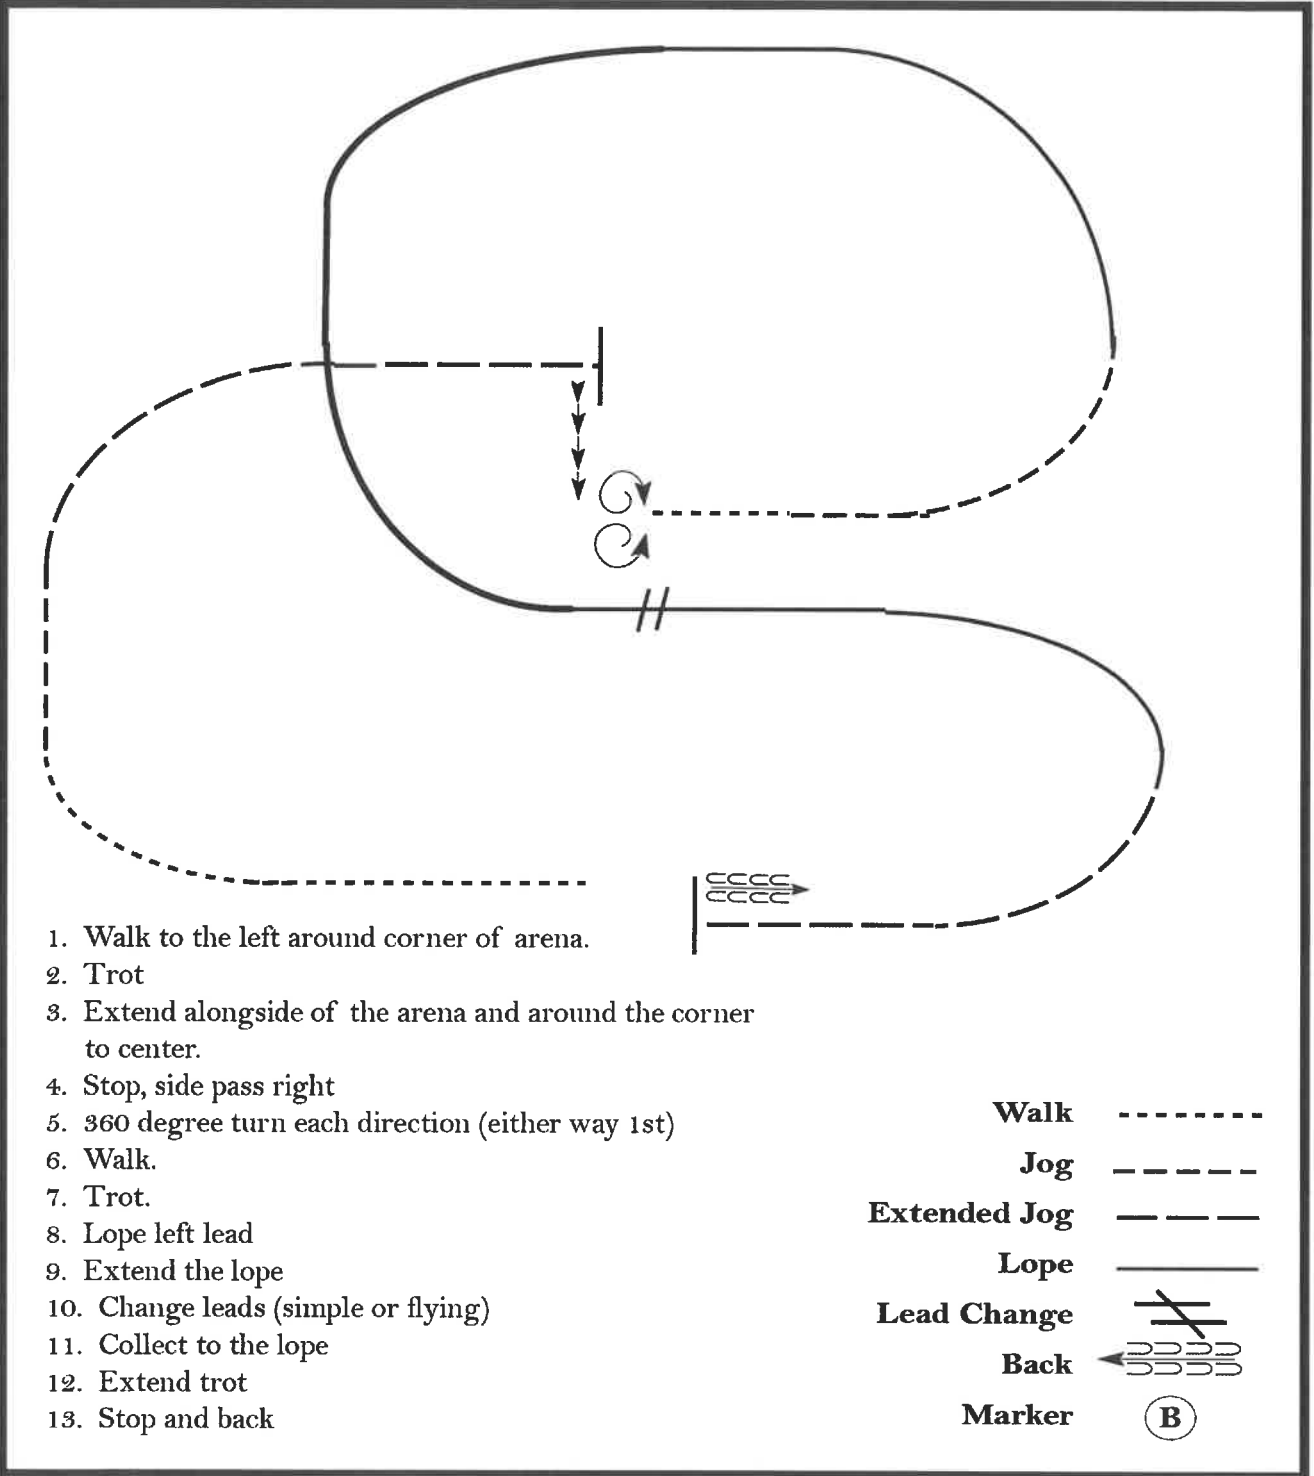 1. Walk to the left around corner of arena.
2. Trot
3. Extend alongside of the arena and around the corner
to center.
4. Stop, side pass right
5. 360 degree turn each direction (either way 1st)
6. Walk.
7. Trot.
8. Lope left lead
9. Extend the lope
10. Change leads (simple or flying)
11. Collect to the lope
12. Extend trot
13. Stop and back
Walk
Jog
Extended Jog
Lope
Lead Change
Back
Marker B